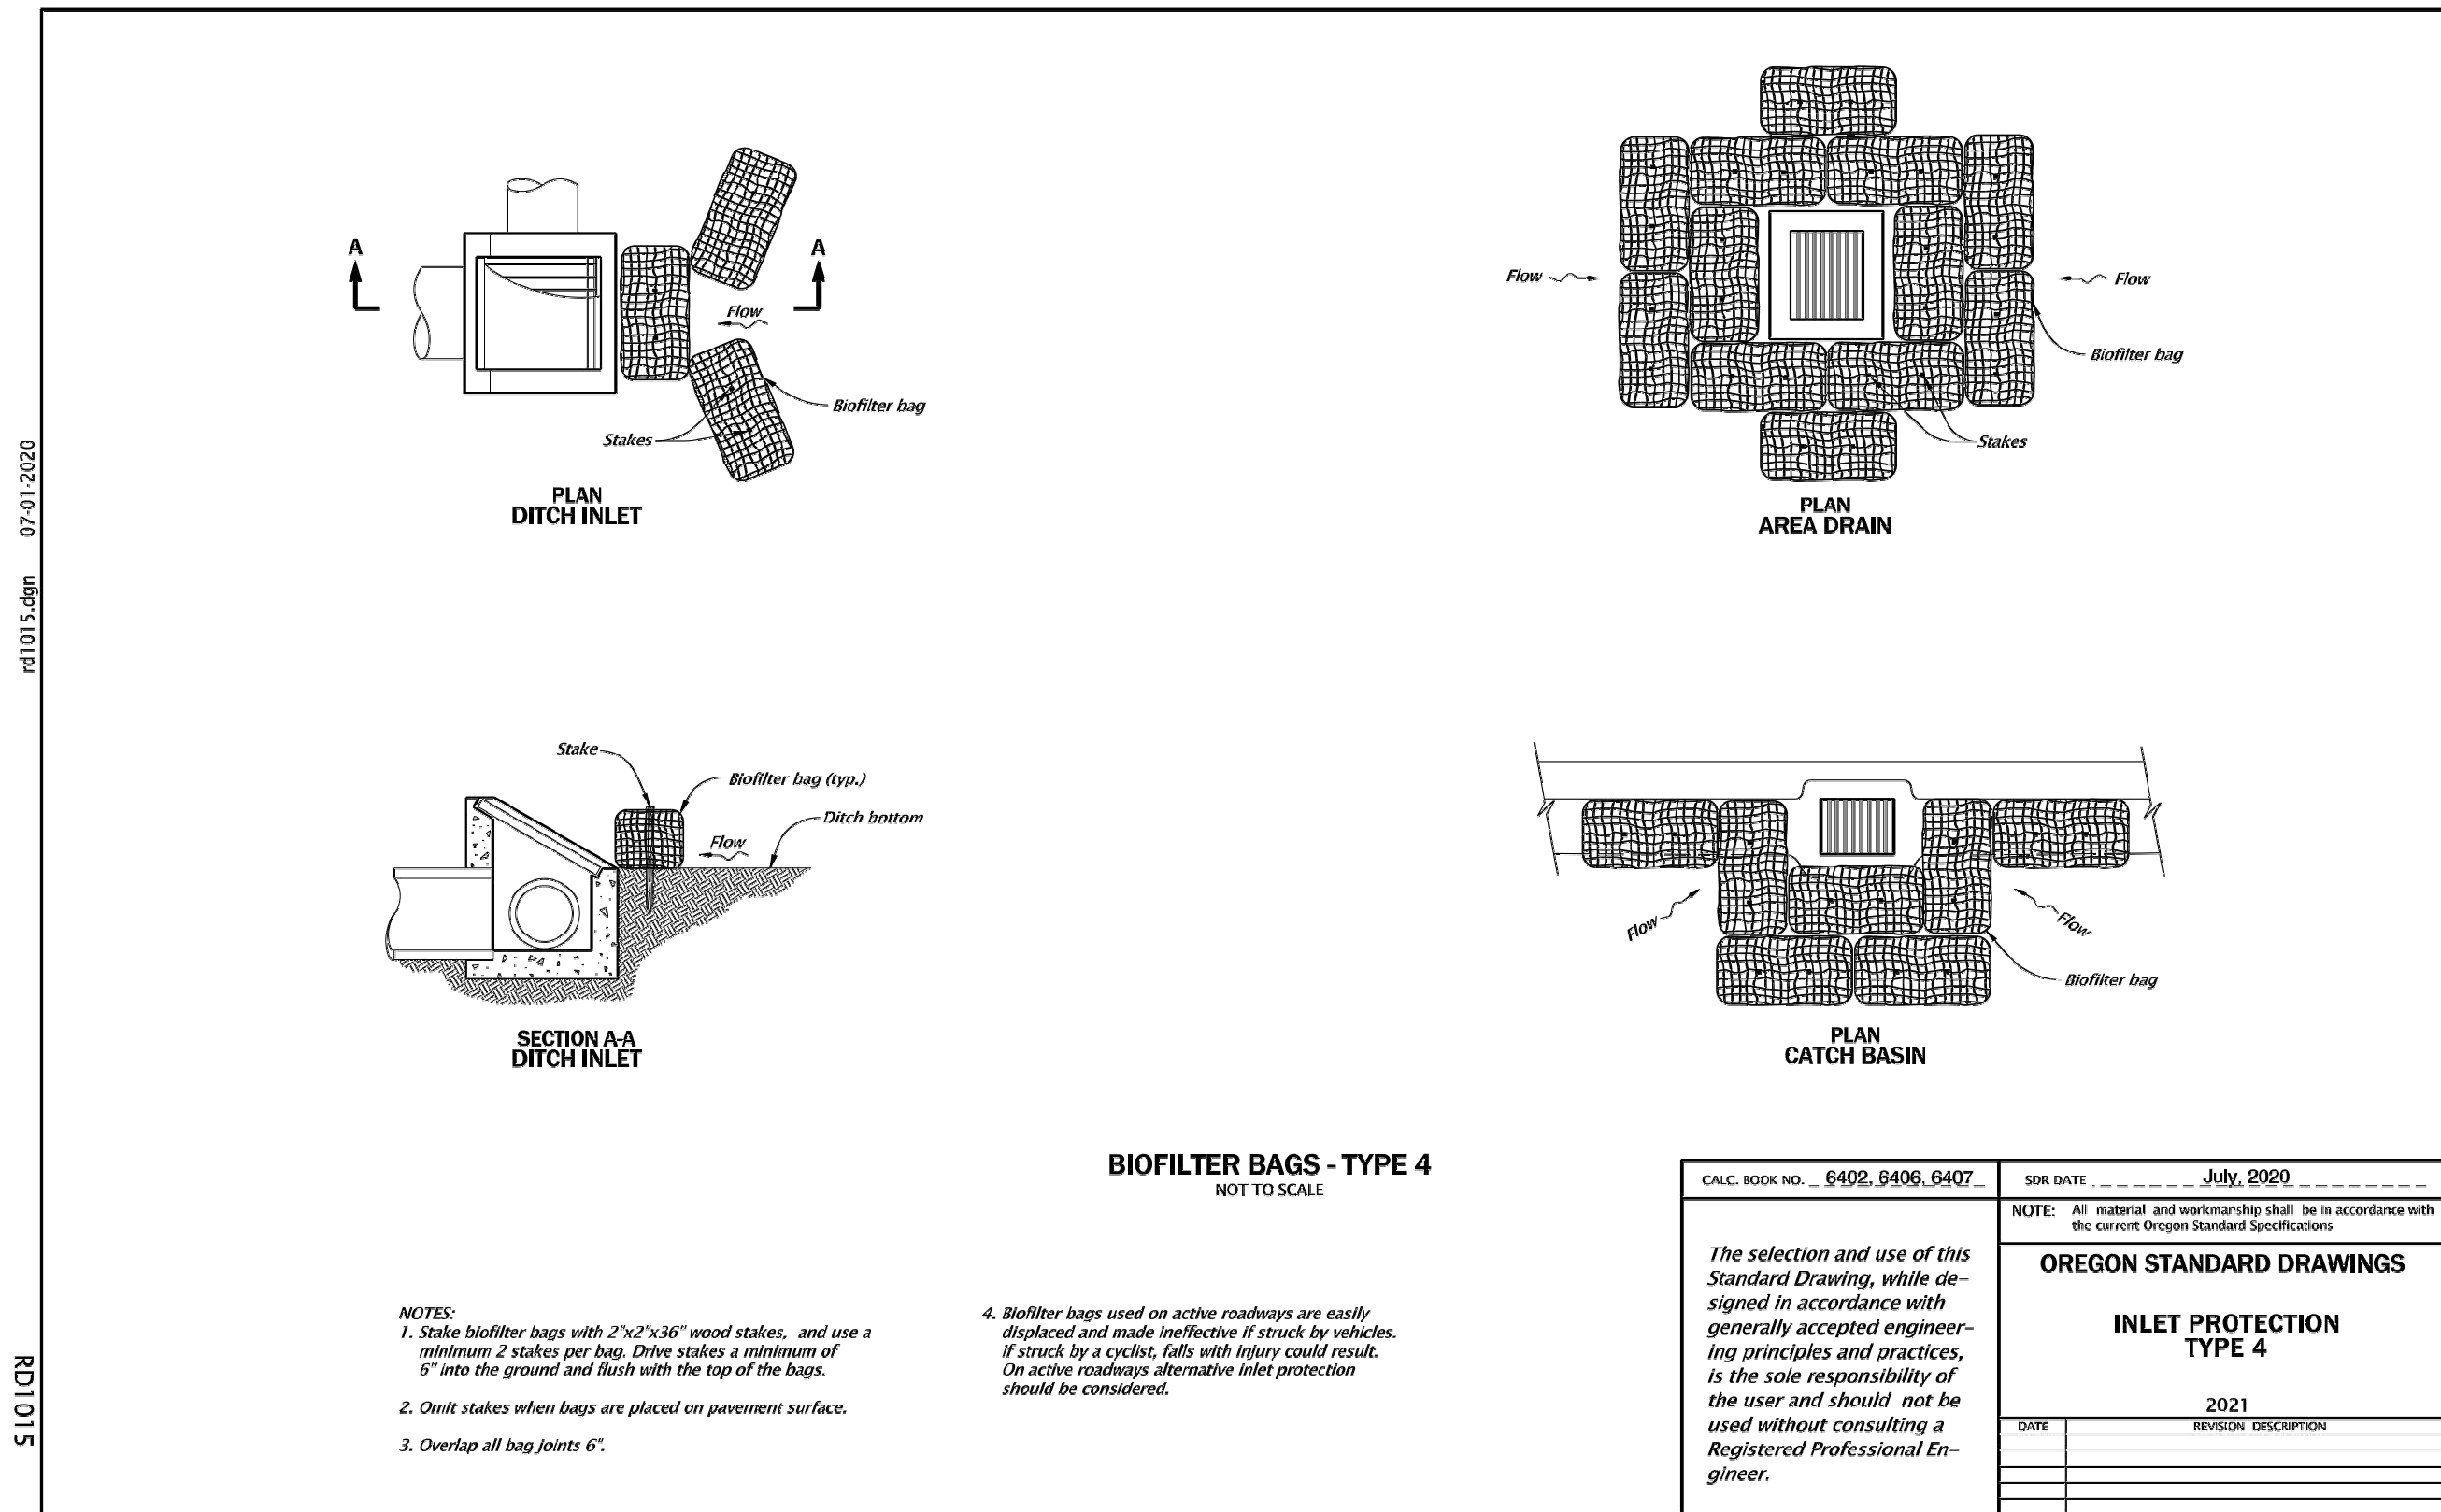 A
A
Flow
Biofilter bag
Stakes
PLAN
DITCH INLET
Flow
Flow
Biofilter bag
Stakes
PLAN
AREA DRAIN
Stake
Biofilter bag (typ.)
Ditch bottom
Flow
SECTION A-A
DITCH INLET
Flow
Flow
Biofilter bag
PLAN
CATCH BASIN
rd1015.dgn 07-01-2020
RD1015
BIOFILTER BAGS - TYPE 4
NOT TO SCALE
NOTES:
1. Stake biofilter bags with 2"x2"x36" wood stakes, and use a
minimum 2 stakes per bag. Drive stakes a minimum of
6" into the ground and flush with the top of the bags.
2. Omit stakes when bags are placed on pavement surface.
3. Overlap all bag joints 6".
4. Biofilter bags used on active roadways are easily
displaced and made ineffective if struck by vehicles.
If struck by a cyclist, falls with injury could result.
On active roadways alternative inlet protection
should be considered.
CALC. BOOK NO. 6402, 6406, 6407
SDR DATE July, 2020
NOTE: All material and workmanship shall be in accordance with
the current Oregon Standard Specifications
The selection and use of this
Standard Drawing, while de-
signed in accordance with
generally accepted engineer-
ing principles and practices,
is the sole responsibility of
the user and should not be
used without consulting a
Registered Professional En-
gineer.
OREGON STANDARD DRAWINGS
INLET PROTECTION
TYPE 4
2021
DATE REVISION DESCRIPTION